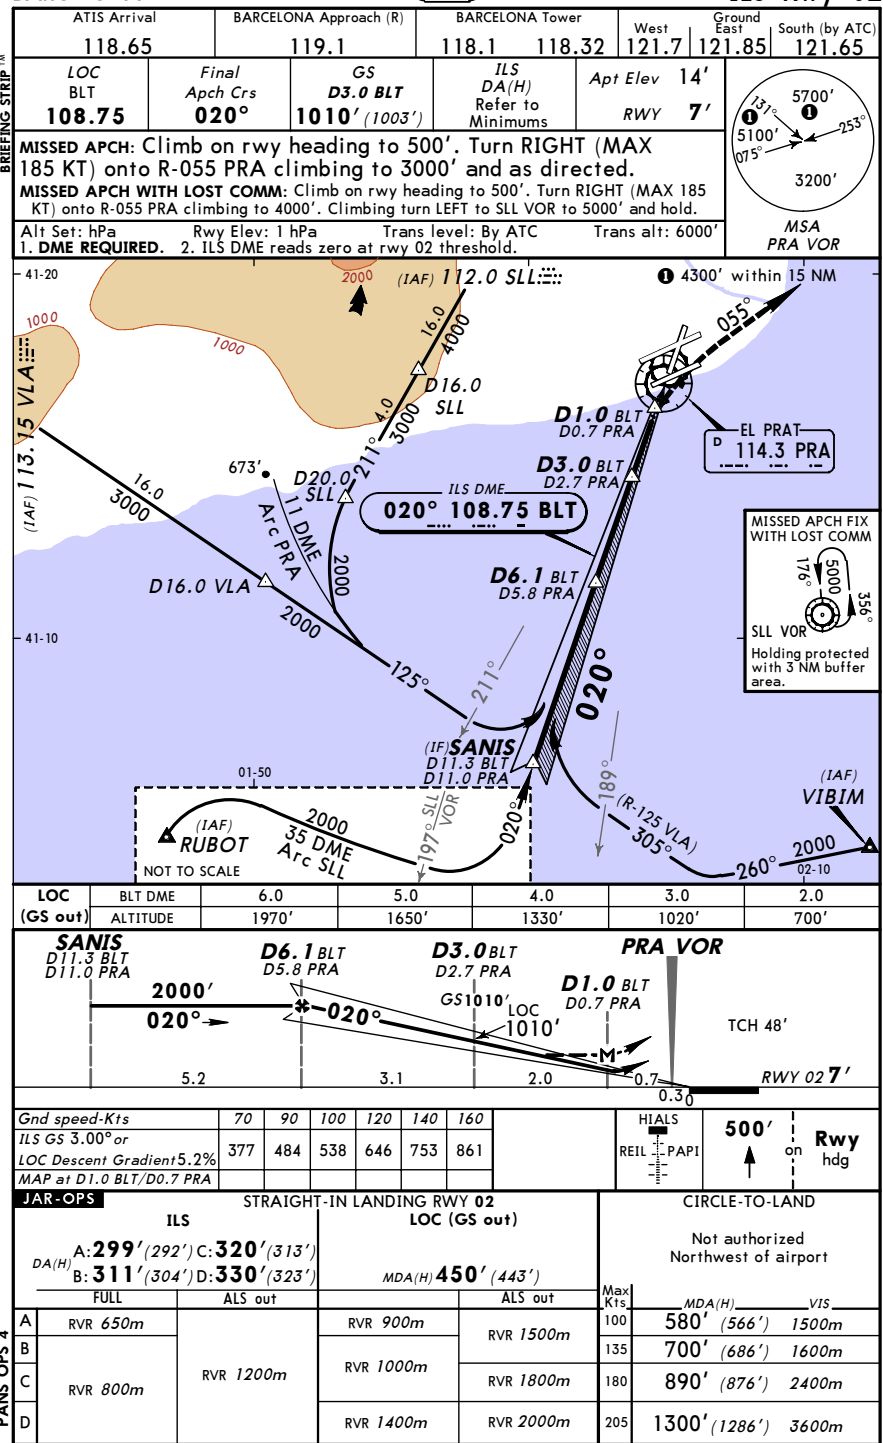 ATIS Arrival
118.65
BARCELONA Approach (R)
119.1
BARCELONA Tower
118.1 118.32
Ground
West
121.7
East
121.85
South (by ATC)
121.65
BRIEFING STRIP™
LOC
BLT
108.75
Final
Apch Crs
020°
GS
D3.0 BLT
1010' (1003')
ILS
DA(H)
Refer to
Minimums
Apt Elev 14'
RWY 7'
131°
5700'
5100'
253°
075°
3200'
MSA
PRA VOR
MISSED APCH: Climb on rwy heading to 500'. Turn RIGHT (MAX
185 KT) onto R-055 PRA climbing to 3000' and as directed.
MISSED APCH WITH LOST COMM: Climb on rwy heading to 500'. Turn RIGHT (MAX 185
KT) onto R-055 PRA climbing to 4000'. Climbing turn LEFT to SLL VOR to 5000' and hold.
Alt Set: hPa Rwy Elev: 1 hPa Trans level: By ATC Trans alt: 6000'
1. DME REQUIRED. 2. ILS DME reads zero at rwy 02 threshold.
41-20
2000
(IAF) 112.0 SLL
1 4300' within 15 NM
1000
1000
16.0
4000
055°
D16.0
SLL
4.0
3000
211°
(IAF) 113.15 VLA
D1.0 BLT
D0.7 PRA
EL PRAT
D 114.3 PRA
673'
D20.0
SLL
D3.0 BLT
D2.7 PRA
16.0
3000
ILS DME
020° 108.75 BLT
11 DME
Arc PRA
2000
MISSED APCH FIX
WITH LOST COMM
176°
5000
356°
SLL VOR
Holding protected
with 3 NM buffer
area.
D16.0 VLA
D6.1 BLT
D5.8 PRA
2000
41-10
125°
211°
020°
(IF) SANIS
D11.3 BLT
D11.0 PRA
189°
01-50
(IAF)
VIBIM
(IAF)
RUBOT
2000
35 DME
Arc SLL
NOT TO SCALE
197° SLL
VOR
020°
(R-125 VLA)
305°
260°
2000
02-10
LOC
(GS out)
BLT DME 6.0 5.0 4.0 3.0 2.0
ALTITUDE 1970' 1650' 1330' 1020' 700'
SANIS
D11.3 BLT
D11.0 PRA
D6.1 BLT
D5.8 PRA
D3.0 BLT
D2.7 PRA
D1.0 BLT
D0.7 PRA
PRA VOR
2000'
020°
020°
GS1010'
LOC
1010'
M
TCH 48'
5.2 3.1 2.0 0.7
0.3 0
RWY 02 7'
Gnd speed-Kts 70 90 100 120 140 160
ILS GS 3.00° or
LOC Descent Gradient 5.2%
377 484 538 646 753 861
MAP at D1.0 BLT/D0.7 PRA
HIALS
REIL PAPI
500'
on
Rwy
hdg
JAR-OPS
STRAIGHT-IN LANDING RWY 02
CIRCLE-TO-LAND
ILS
LOC (GS out)
Not authorized
Northwest of airport
DA(H)
A: 299' (292') C: 320' (313')
B: 311' (304') D: 330' (323')
MDA(H) 450' (443')
FULL
ALS out
ALS out
Max
Kts
MDA(H)
VIS
A
RVR 650m
RVR 900m
RVR 1500m
100
580' (566') 1500m
B
135
700' (686') 1600m
RVR 800m
RVR 1200m
RVR 1000m
C
RVR 1800m
180
890' (876') 2400m
D
RVR 1400m
RVR 2000m
205
1300' (1286') 3600m
PANS OPS 4